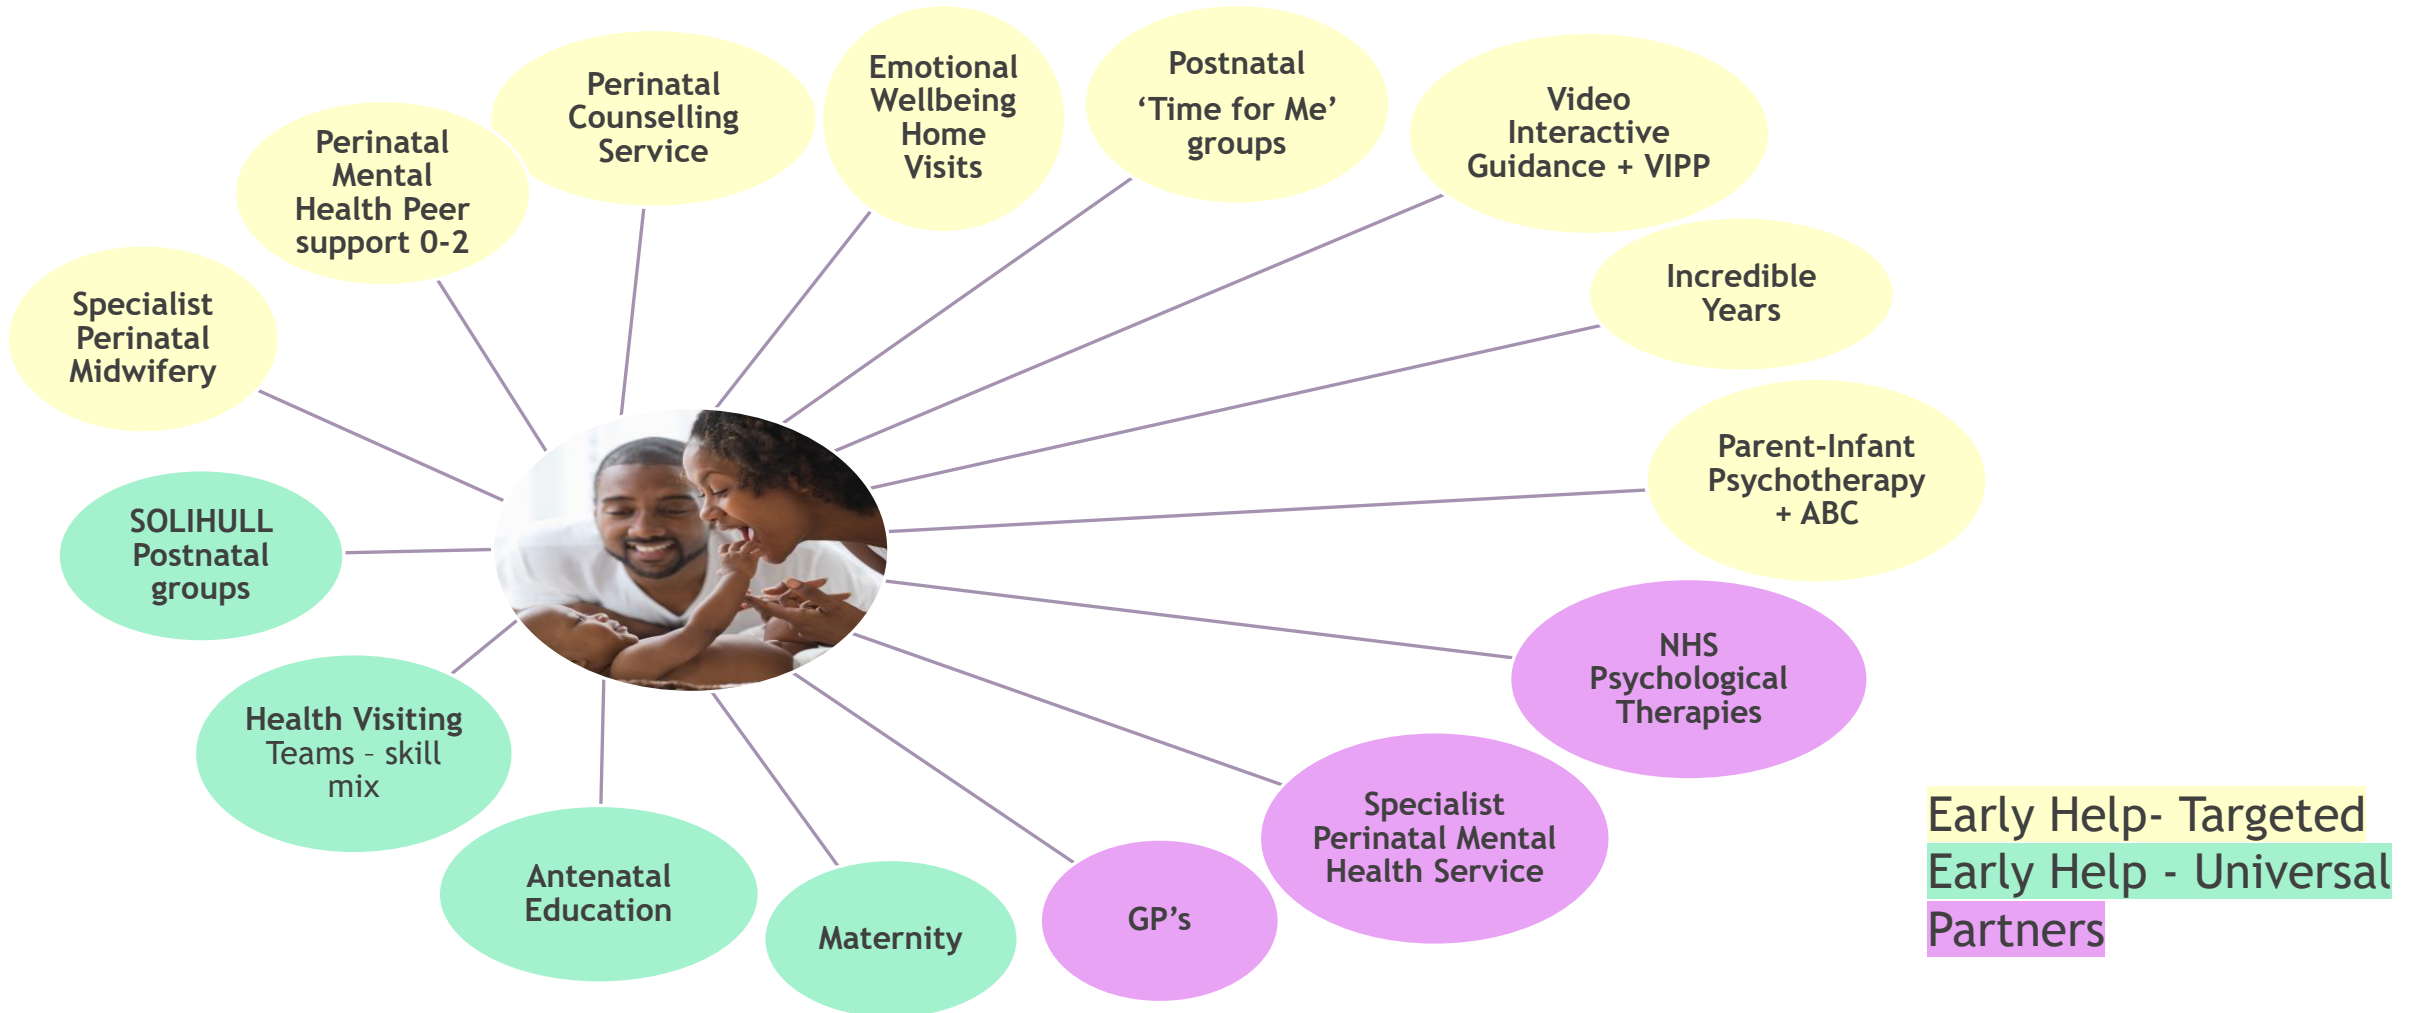 Specialist
Perinatal
Midwifery
Perinatal
Mental
Health Peer
support 0-2
Perinatal
Counselling
Service
Emotional
Wellbeing
Home
Visits
Postnatal
‘Time for Me’
groups
Video
Interactive
Guidance + VIPP
Incredible
Years
Parent-Infant
Psychotherapy
+ ABC
NHS
Psychological
Therapies
Specialist
Perinatal Mental
Health Service
GP’s
Maternity
Antenatal
Education
Health Visiting
Teams – skill
mix
SOLIHULL
Postnatal
groups
Early Help- Targeted
Early Help - Universal
Partners